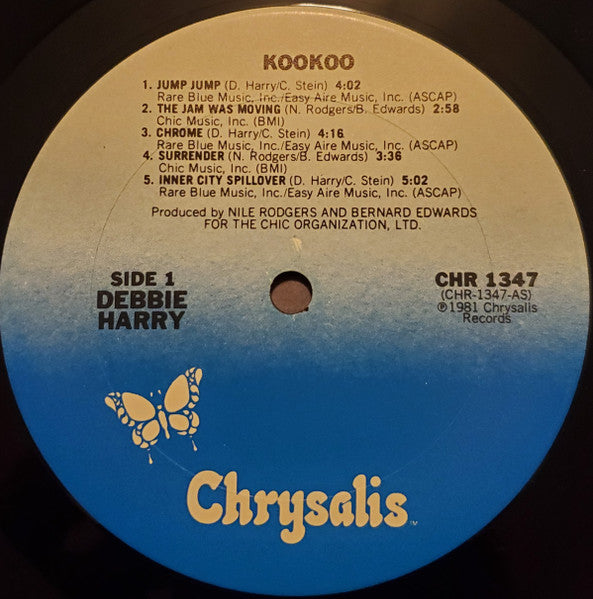 KOOKOO
1. JUMP JUMP (D. Harry/C. Stein) 4:02
Rare Blue Music, Inc./Easy Aire Music, Inc. (ASCAP)
2. THE JAM WAS MOVING (N. Rodgers/B. Edwards) 2:58
Chic Music, Inc. (BMI)
3. CHROME (D. Harry/C. Stein) 4:16
Rare Blue Music, Inc./Easy Aire Music, Inc. (ASCAP)
4. SURRENDER (N. Rodgers/B. Edwards) 3:36
Chic Music, Inc. (BMI)
5. INNER CITY SPILLOVER (D. Harry/C. Stein) 5:02
Rare Blue Music, Inc./Easy Aire Music, Inc. (ASCAP)
Produced by NILE RODGERS AND BERNARD EDWARDS
FOR THE CHIC ORGANIZATION, LTD.
SIDE 1
DEBBIE
HARRY
CHR 1347
(CHR-1347-AS)
℗1981 Chrysalis
Records
Chrysalis™